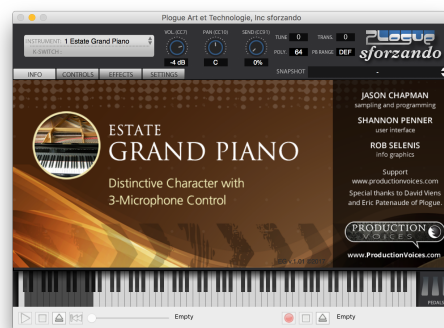 Plogue Art et Technologie, Inc sforzando
INSTRUMENT: 1 Estate Grand Piano
K-SWITCH:
VOL. (CC7)
-4 dB
PAN (CC10)
C
SEND (CC91)
0%
TUNE 0
TRANS. 0
POLY. 64
PB RANGE DEF
PLOGUE
sforzando
INFO
CONTROLS
EFFECTS
SETTINGS
SNAPSHOT
-
ESTATE
GRAND PIANO
Distinctive Character with
3-Microphone Control
JASON CHAPMAN
sampling and programming
SHANNON PENNER
user interface
ROB SELENIS
info graphics
Support
www.productionvoices.com
Special thanks to David Viens
and Eric Patenaude of Plogue.
PRODUCTION
VOICES
www.ProductionVoices.com
Empty
Empty